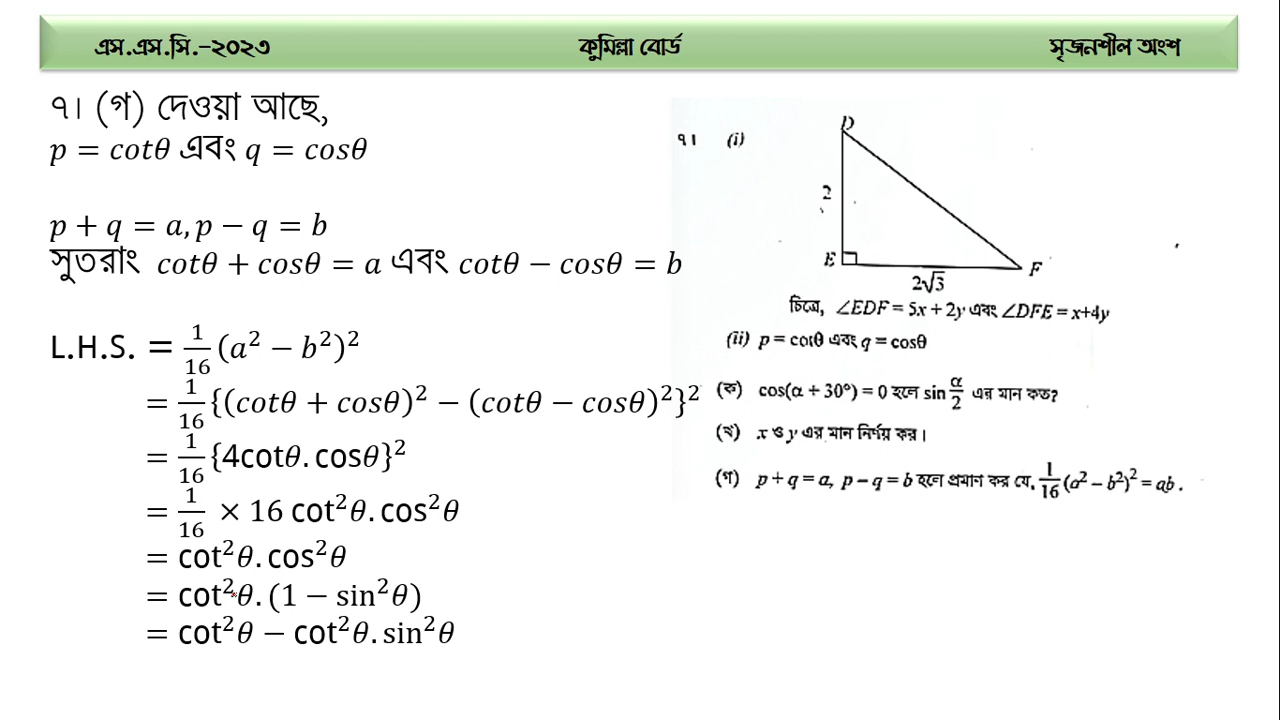 এস.এস.সি.-২০২৩ কুমিল্লা বোর্ড সৃজনশীল অংশ
৭। (গ) দেওয়া আছে,
p = cotθ এবং q = cosθ
p + q = a, p − q = b
সুতরাং cotθ + cosθ = a এবং cotθ − cosθ = b
L.H.S. = 1/16 (a² − b²)²
= 1/16 {(cotθ + cosθ)² − (cotθ − cosθ)²}²
= 1/16 {4cotθ.cosθ}²
= 1/16 × 16 cot²θ.cos²θ
= cot²θ.cos²θ
= cot²θ.(1 − sin²θ)
= cot²θ − cot²θ.sin²θ
৭। (i)
D
2
E
F
2√3
চিত্রে, ∠EDF = 5x + 2y এবং ∠DFE = x+4y
(ii) p = cotθ এবং q = cosθ
(ক) cos(α + 30°) = 0 হলে sin α/2 এর মান কত?
(খ) x ও y এর মান নির্ণয় কর।
(গ) p + q = a, p − q = b হলে প্রমাণ কর যে, 1/16 (a² − b²)² = ab.